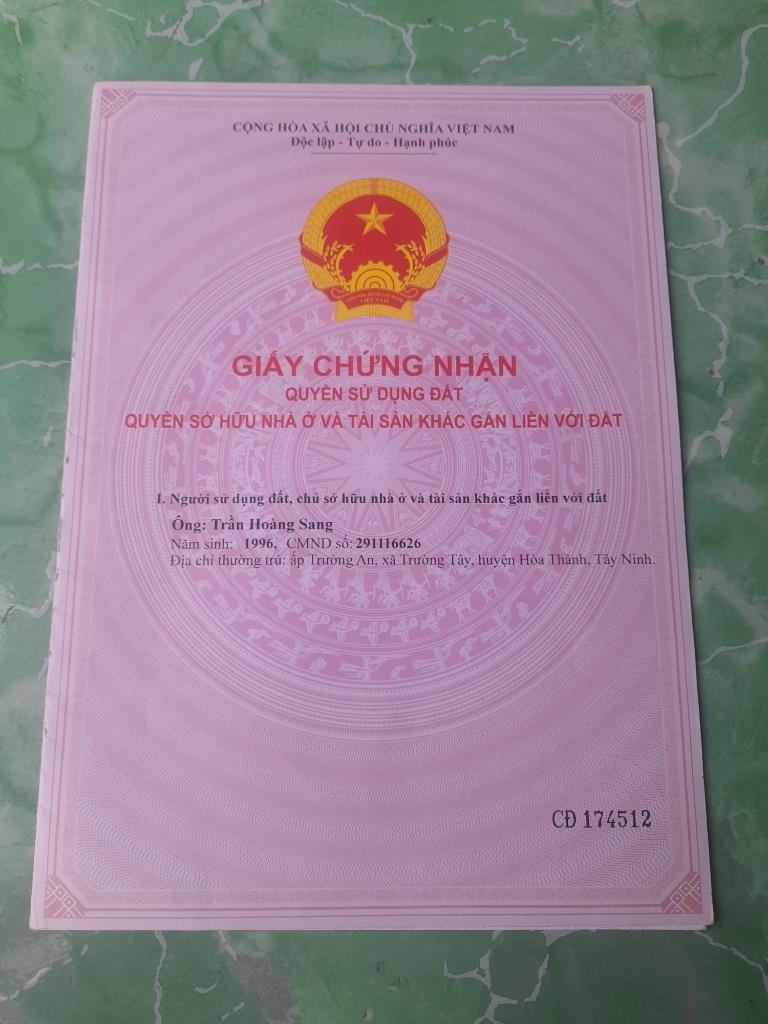 CỘNG HÒA XÃ HỘI CHỦ NGHĨA VIỆT NAM
Độc lập - Tự do - Hạnh phúc
VIỆT NAM
GIẤY CHỨNG NHẬN
QUYỀN SỬ DỤNG ĐẤT
QUYỀN SỞ HỮU NHÀ Ở VÀ TÀI SẢN KHÁC GẮN LIỀN VỚI ĐẤT
I. Người sử dụng đất, chủ sở hữu nhà ở và tài sản khác gắn liền với đất
Ông: Trần Hoàng Sang
Năm sinh: 1996, CMND số: 291116626
Địa chỉ thường trú: ấp Trường An, xã Trường Tây, huyện Hòa Thành, Tây Ninh.
CĐ 174512